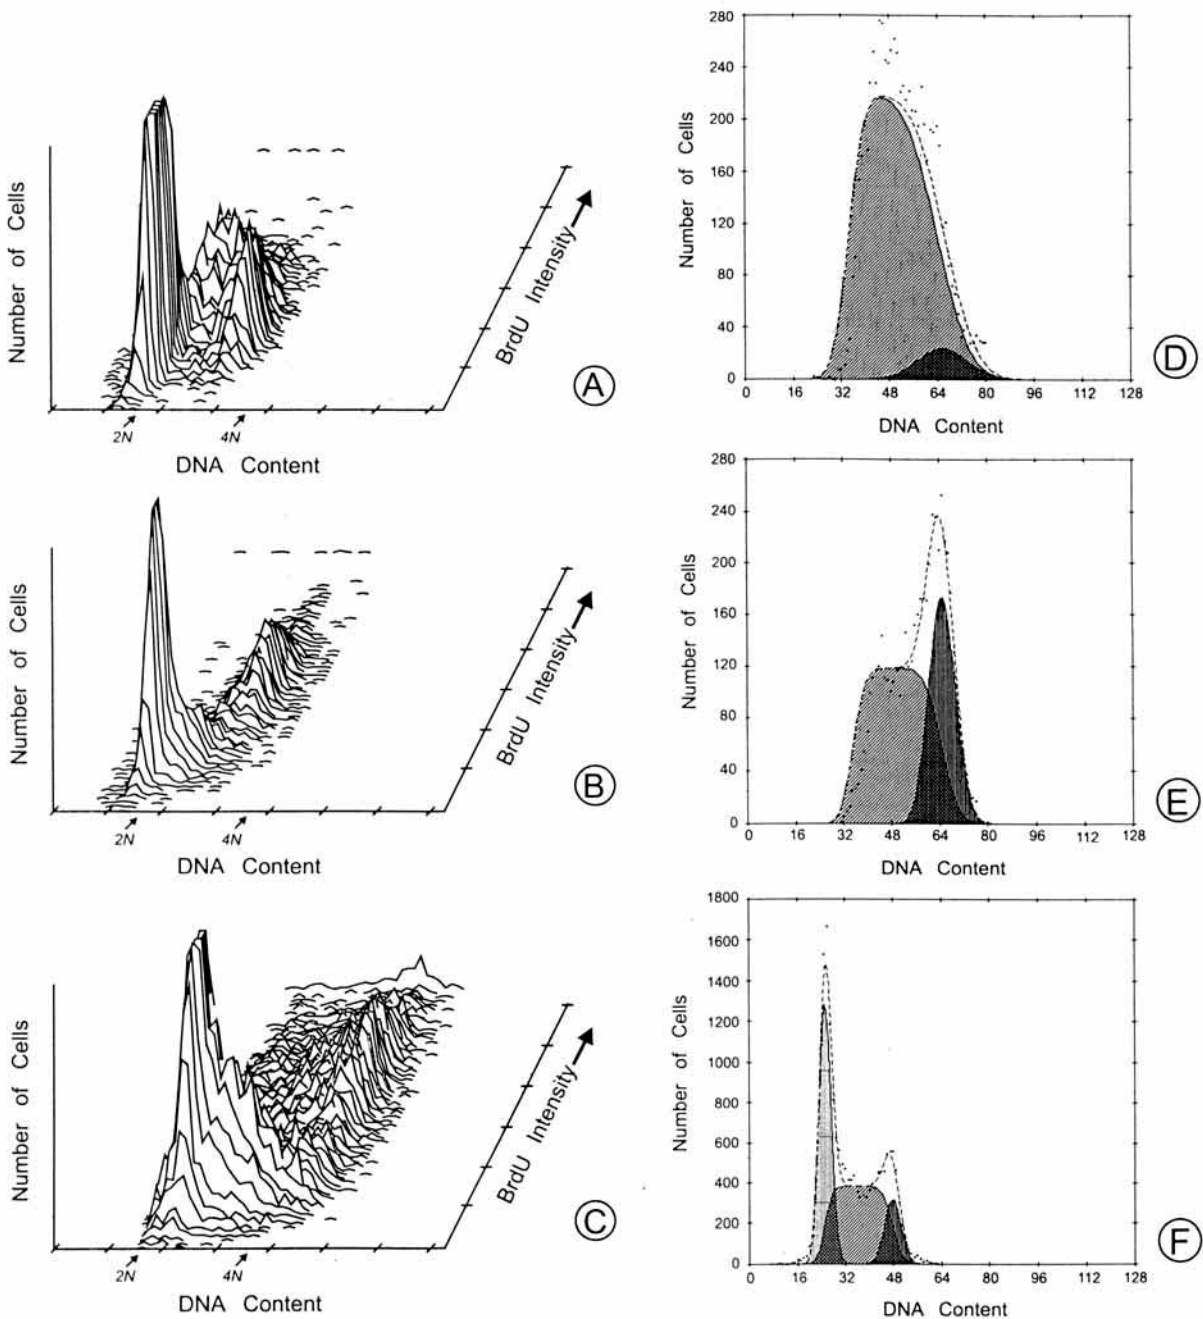 Number of Cells
BrdU Intensity
2N 4N
DNA Content
A
Number of Cells
280
240
200
160
120
80
40
0
0 16 32 48 64 80 96 112 128
DNA Content
D
Number of Cells
BrdU Intensity
2N 4N
DNA Content
B
Number of Cells
280
240
200
160
120
80
40
0
0 16 32 48 64 80 96 112 128
DNA Content
E
Number of Cells
BrdU Intensity
2N 4N
DNA Content
C
Number of Cells
1800
1600
1400
1200
1000
800
600
400
200
0
0 16 32 48 64 80 96 112 128
DNA Content
F